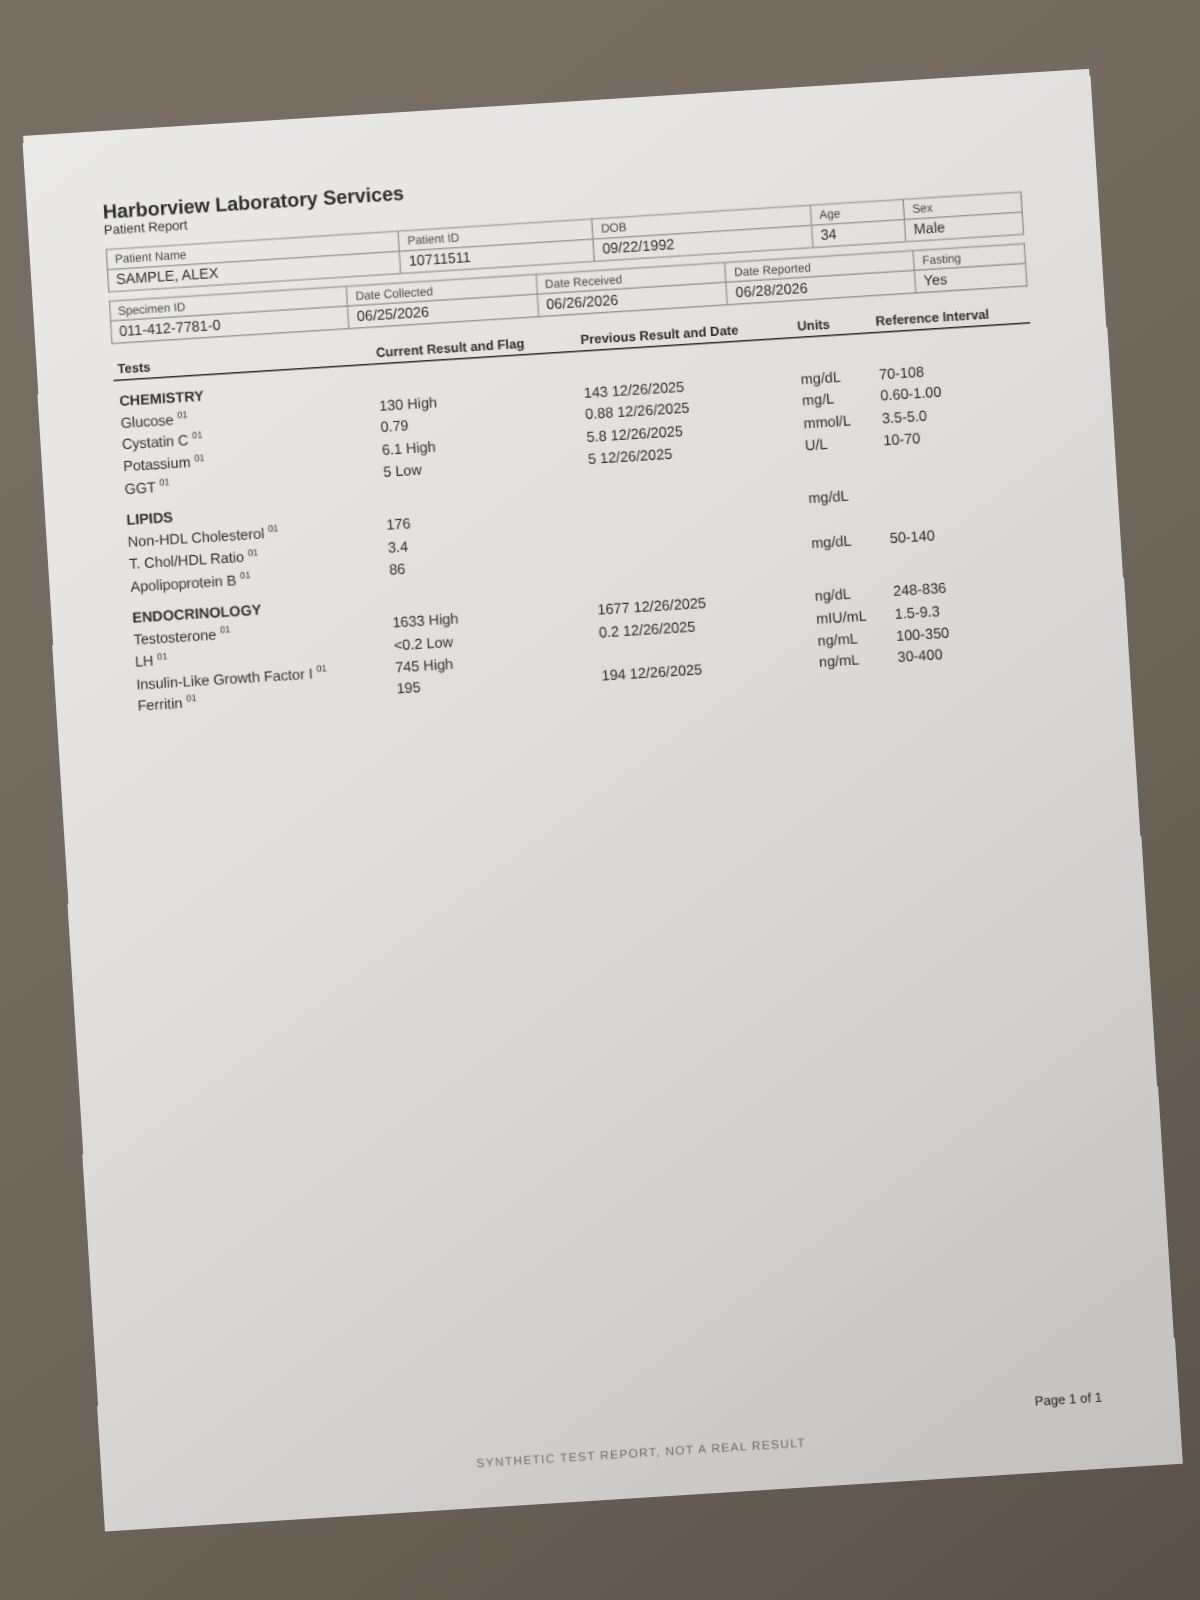 Harborview Laboratory Services
Patient Report
Patient Name Patient ID DOB Age Sex
SAMPLE, ALEX 10711511 09/22/1992 34 Male
Specimen ID Date Collected Date Received Date Reported Fasting
011-412-7781-0 06/25/2026 06/26/2026 06/28/2026 Yes
Tests Current Result and Flag Previous Result and Date Units Reference Interval
CHEMISTRY
Glucose 01 130 High 143 12/26/2025 mg/dL 70-108
Cystatin C 01 0.79 0.88 12/26/2025 mg/L 0.60-1.00
Potassium 01 6.1 High 5.8 12/26/2025 mmol/L 3.5-5.0
GGT 01 5 Low 5 12/26/2025 U/L 10-70
LIPIDS
Non-HDL Cholesterol 01 176 mg/dL
T. Chol/HDL Ratio 01 3.4
Apolipoprotein B 01 86 mg/dL 50-140
ENDOCRINOLOGY
Testosterone 01 1633 High 1677 12/26/2025 ng/dL 248-836
LH 01 <0.2 Low 0.2 12/26/2025 mIU/mL 1.5-9.3
Insulin-Like Growth Factor I 01 745 High ng/mL 100-350
Ferritin 01 195 194 12/26/2025 ng/mL 30-400
Page 1 of 1
SYNTHETIC TEST REPORT, NOT A REAL RESULT